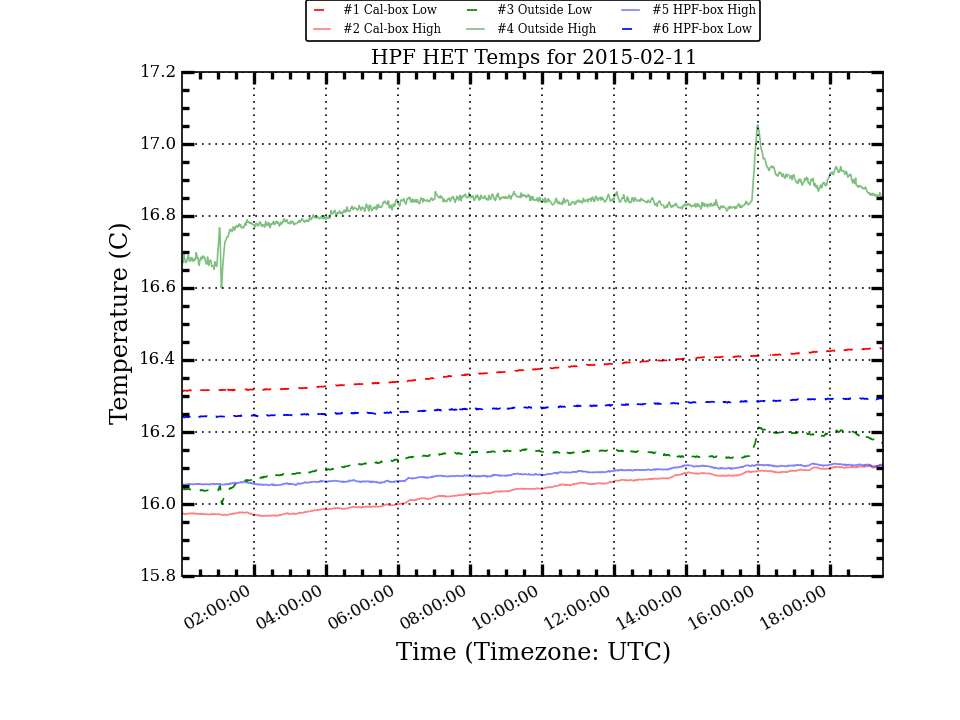 #1 Cal-box Low #3 Outside Low #5 HPF-box High
#2 Cal-box High #4 Outside High #6 HPF-box Low
HPF HET Temps for 2015-02-11
17.2
17.0
16.8
16.6
16.4
16.2
16.0
15.8
Temperature (C)
02:00:00 04:00:00 06:00:00 08:00:00 10:00:00 12:00:00 14:00:00 16:00:00 18:00:00
Time (Timezone: UTC)